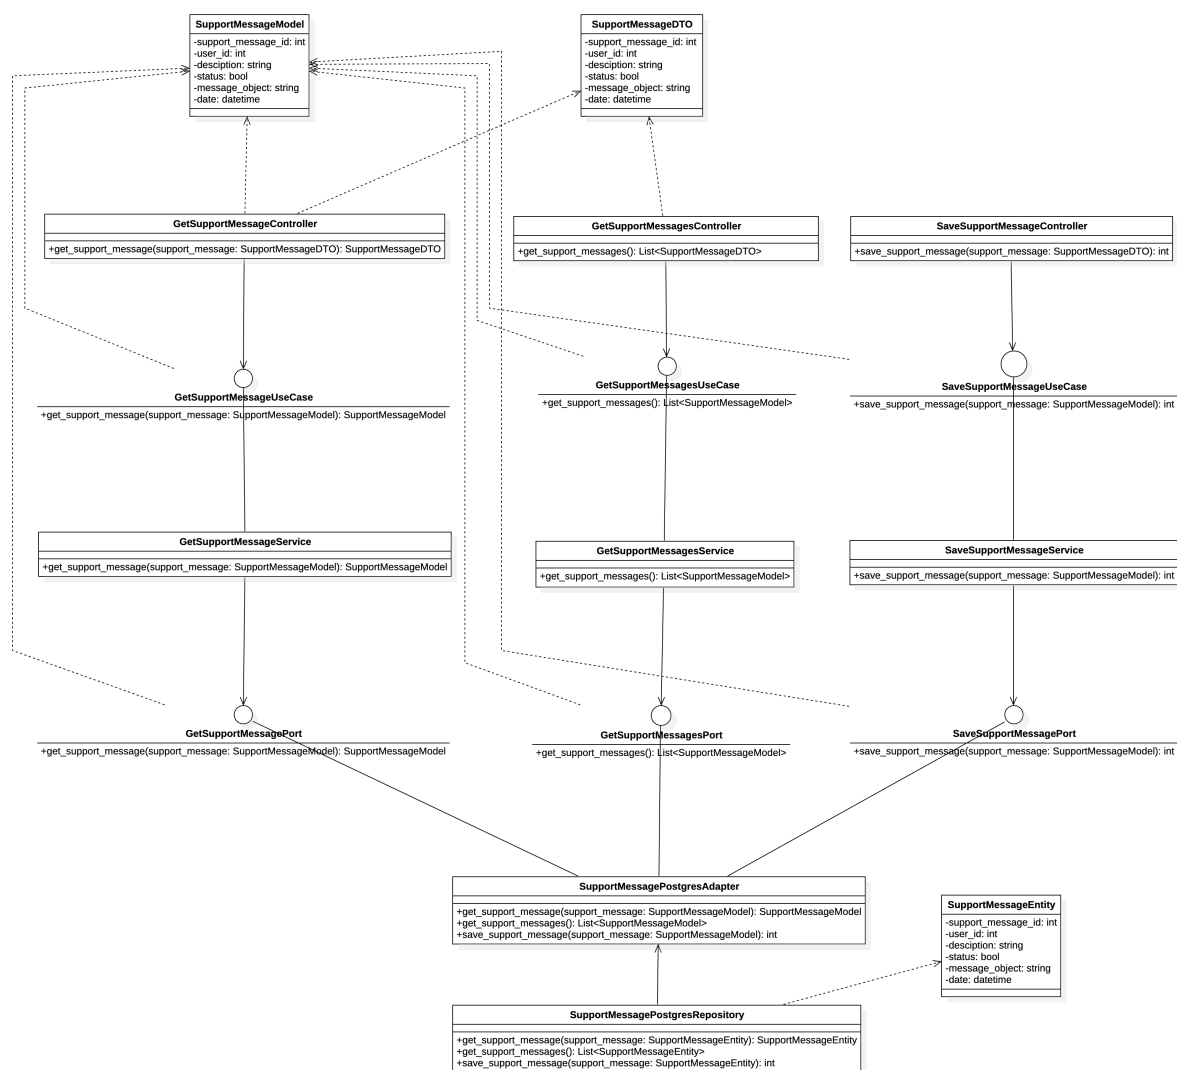 SupportMessageModel
-support_message_id: int
-user_id: int
-desciption: string
-status: bool
-message_object: string
-date: datetime
SupportMessageDTO
-support_message_id: int
-user_id: int
-desciption: string
-status: bool
-message_object: string
-date: datetime
GetSupportMessageController
+get_support_message(support_message: SupportMessageDTO): SupportMessageDTO
GetSupportMessagesController
+get_support_messages(): List<SupportMessageDTO>
SaveSupportMessageController
+save_support_message(support_message: SupportMessageDTO): int
GetSupportMessageUseCase
+get_support_message(support_message: SupportMessageModel): SupportMessageModel
GetSupportMessagesUseCase
+get_support_messages(): List<SupportMessageModel>
SaveSupportMessageUseCase
+save_support_message(support_message: SupportMessageModel): int
GetSupportMessageService
+get_support_message(support_message: SupportMessageModel): SupportMessageModel
GetSupportMessagesService
+get_support_messages(): List<SupportMessageModel>
SaveSupportMessageService
+save_support_message(support_message: SupportMessageModel): int
GetSupportMessagePort
+get_support_message(support_message: SupportMessageModel): SupportMessageModel
GetSupportMessagesPort
+get_support_messages(): List<SupportMessageModel>
SaveSupportMessagePort
+save_support_message(support_message: SupportMessageModel): int
SupportMessagePostgresAdapter
+get_support_message(support_message: SupportMessageModel): SupportMessageModel
+get_support_messages(): List<SupportMessageModel>
+save_support_message(support_message: SupportMessageModel): int
SupportMessageEntity
-support_message_id: int
-user_id: int
-desciption: string
-status: bool
-message_object: string
-date: datetime
SupportMessagePostgresRepository
+get_support_message(support_message: SupportMessageEntity): SupportMessageEntity
+get_support_messages(): List<SupportMessageEntity>
+save_support_message(support_message: SupportMessageEntity): int